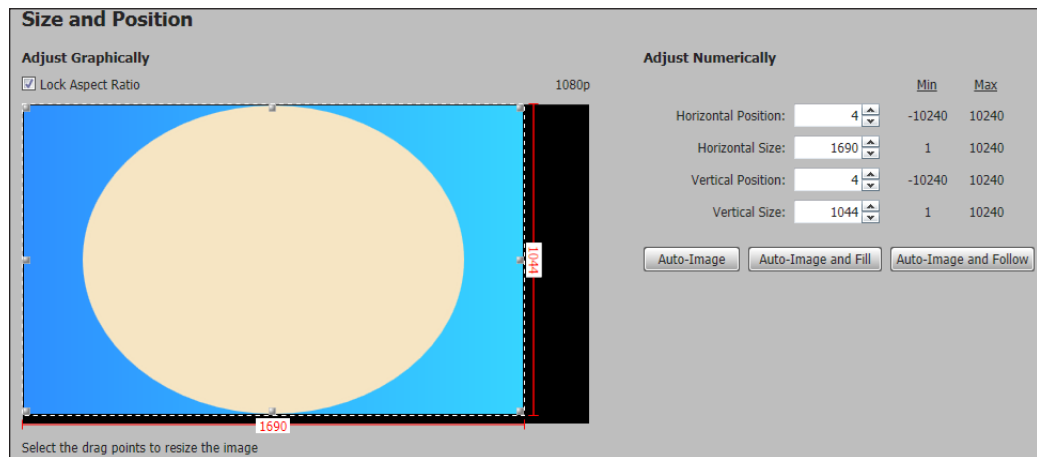 Size and Position
Adjust Graphically
Lock Aspect Ratio
1080p
1044
1690
Select the drag points to resize the image
Adjust Numerically
Min Max
Horizontal Position: 4 -10240 10240
Horizontal Size: 1690 1 10240
Vertical Position: 4 -10240 10240
Vertical Size: 1044 1 10240
Auto-Image Auto-Image and Fill Auto-Image and Follow